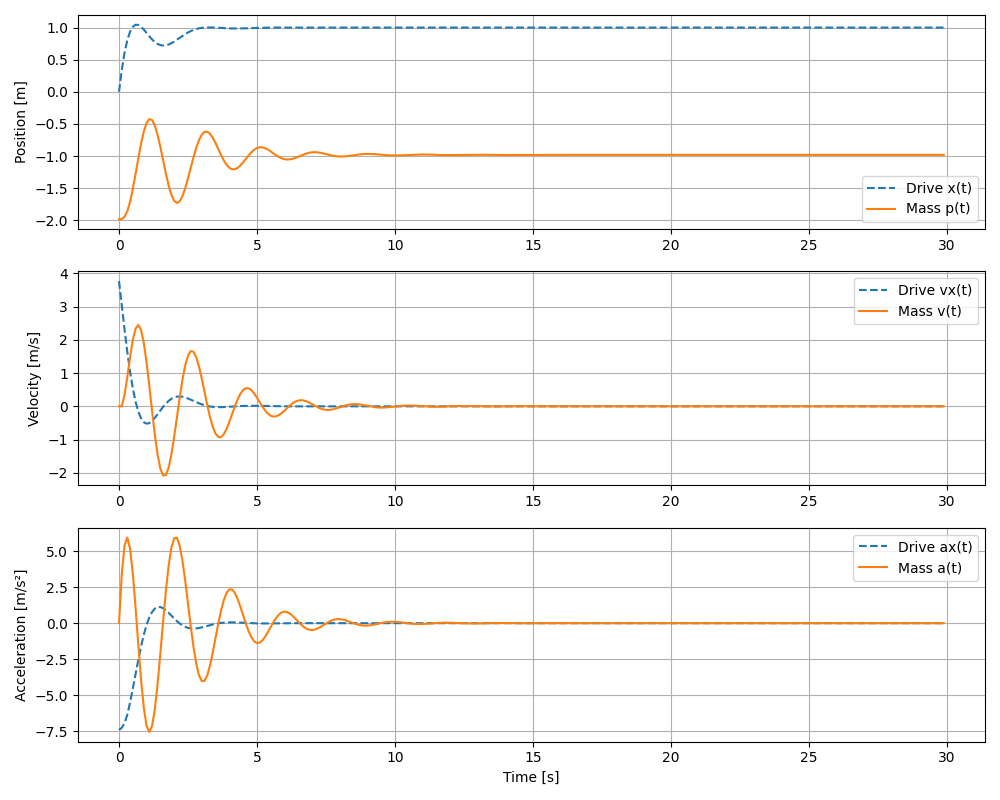 Position [m]
1.0
0.5
0.0
−0.5
−1.0
−1.5
−2.0
Drive x(t)
Mass p(t)
0 5 10 15 20 25 30
Velocity [m/s]
4
3
2
1
0
−1
−2
Drive vx(t)
Mass v(t)
0 5 10 15 20 25 30
Acceleration [m/s²]
5.0
2.5
0.0
−2.5
−5.0
−7.5
Drive ax(t)
Mass a(t)
0 5 10 15 20 25 30
Time [s]